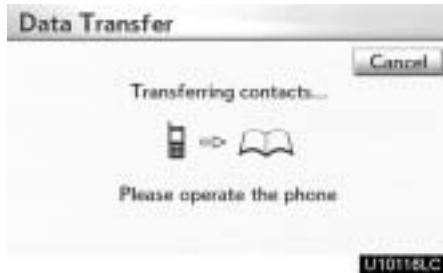 Data Transfer
Cancel
Transferring contacts...
Please operate the phone
U10116LC